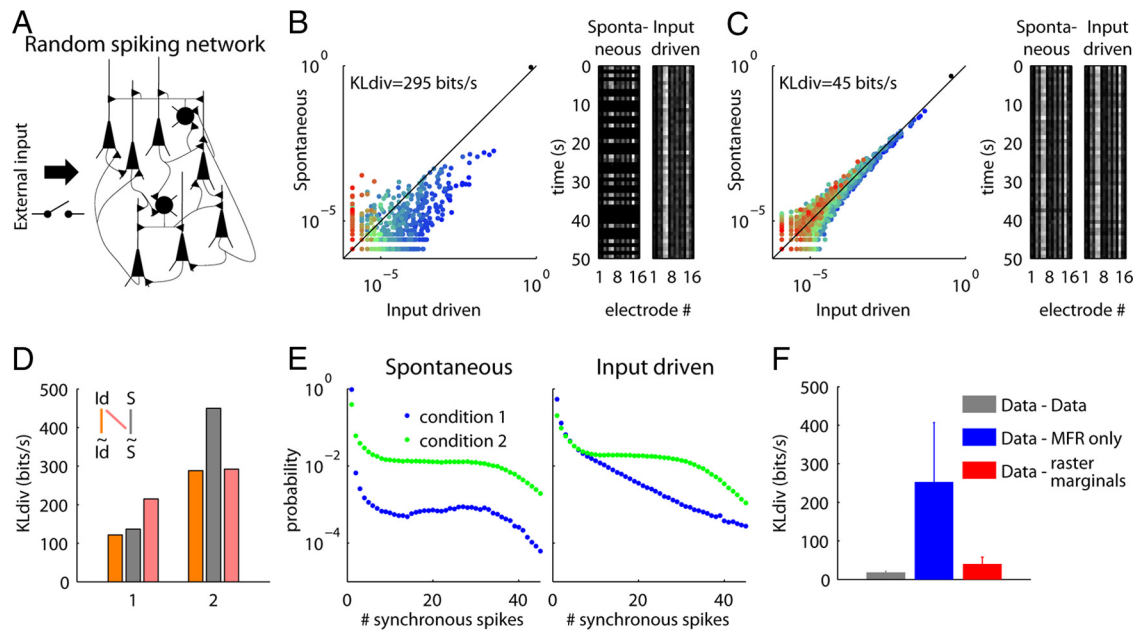 A
Random spiking network
External input
B
Sponta-
neous
Input
driven
KLdiv=295 bits/s
Spontaneous
10^0
10^-5
10^-5
10^0
Input driven
time (s)
0
10
20
30
40
50
1 8 16 1 8 16
electrode #
C
Sponta-
neous
Input
driven
KLdiv=45 bits/s
Spontaneous
10^0
10^-5
10^-5
10^0
Input driven
time (s)
0
10
20
30
40
50
1 8 16 1 8 16
electrode #
D
KLdiv (bits/s)
500
400
300
200
100
0
Id S
Ĩd S̃
1 2
E
Spontaneous
Input driven
condition 1
condition 2
probability
10^0
10^-2
10^-4
0 20 40
# synchronous spikes
0 20 40
# synchronous spikes
F
KLdiv (bits/s)
500
400
300
200
100
0
Data - Data
Data - MFR only
Data - raster
marginals